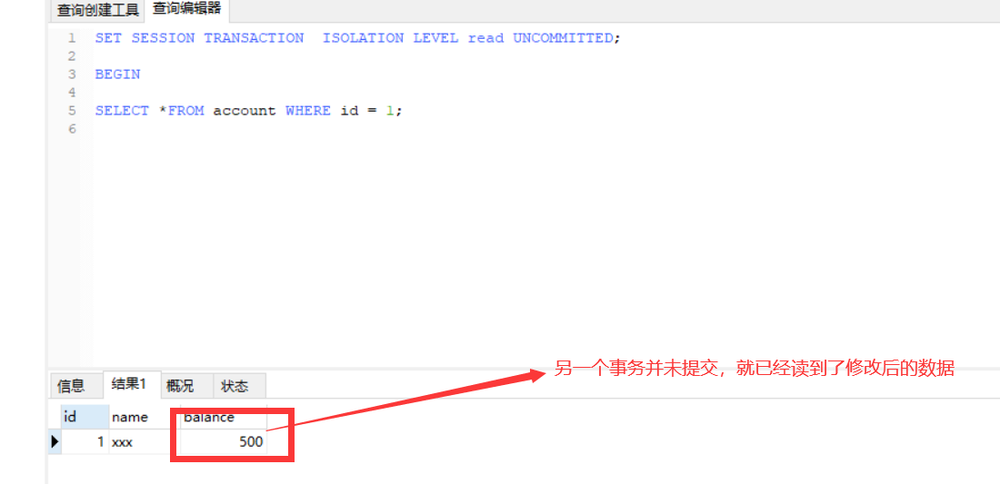 查询创建工具 查询编辑器
1 SET SESSION TRANSACTION  ISOLATION LEVEL read UNCOMMITTED;
2
3 BEGIN
4
5 SELECT *FROM account WHERE id = 1;
6
另一个事务并未提交，就已经读到了修改后的数据
信息 结果1 概况 状态
id name balance
1 xxx 500